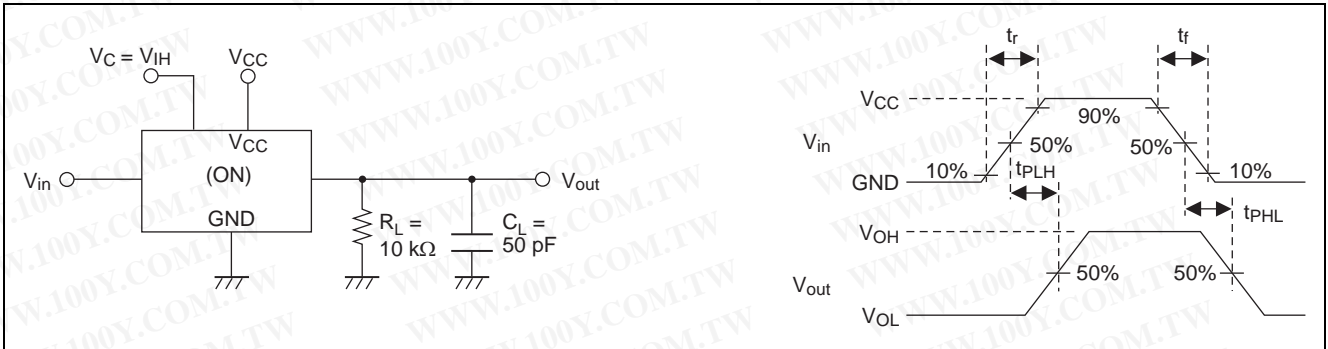 VC = VIH
VCC
VCC
Vin
(ON)
Vout
GND
RL =
10 kΩ
CL =
50 pF
tr
tf
VCC
90%
Vin
50%
50%
GND
10%
tPLH
10%
tPHL
VOH
50%
50%
Vout
VOL
WWW.100Y.COM.TW